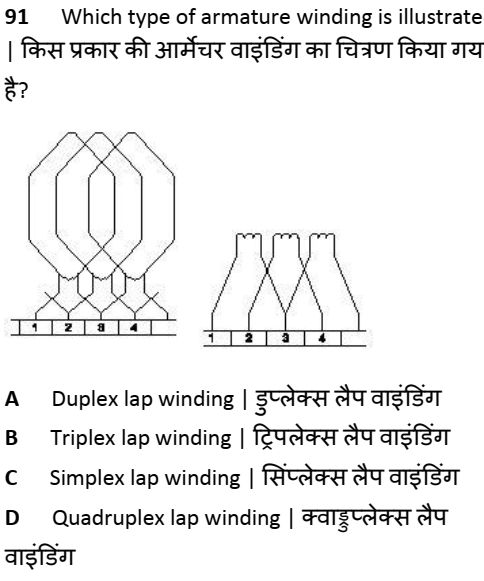 91 Which type of armature winding is illustrate
| किस प्रकार की आर्मेचर वाइंडिंग का चित्रण किया गय
है?
1 2 3 4
1 2 3 4
A Duplex lap winding | डुप्लेक्स लैप वाइंडिंग
B Triplex lap winding | ट्रिपलेक्स लैप वाइंडिंग
C Simplex lap winding | सिंप्लेक्स लैप वाइंडिंग
D Quadruplex lap winding | क्वाड्रुप्लेक्स लैप
वाइंडिंग